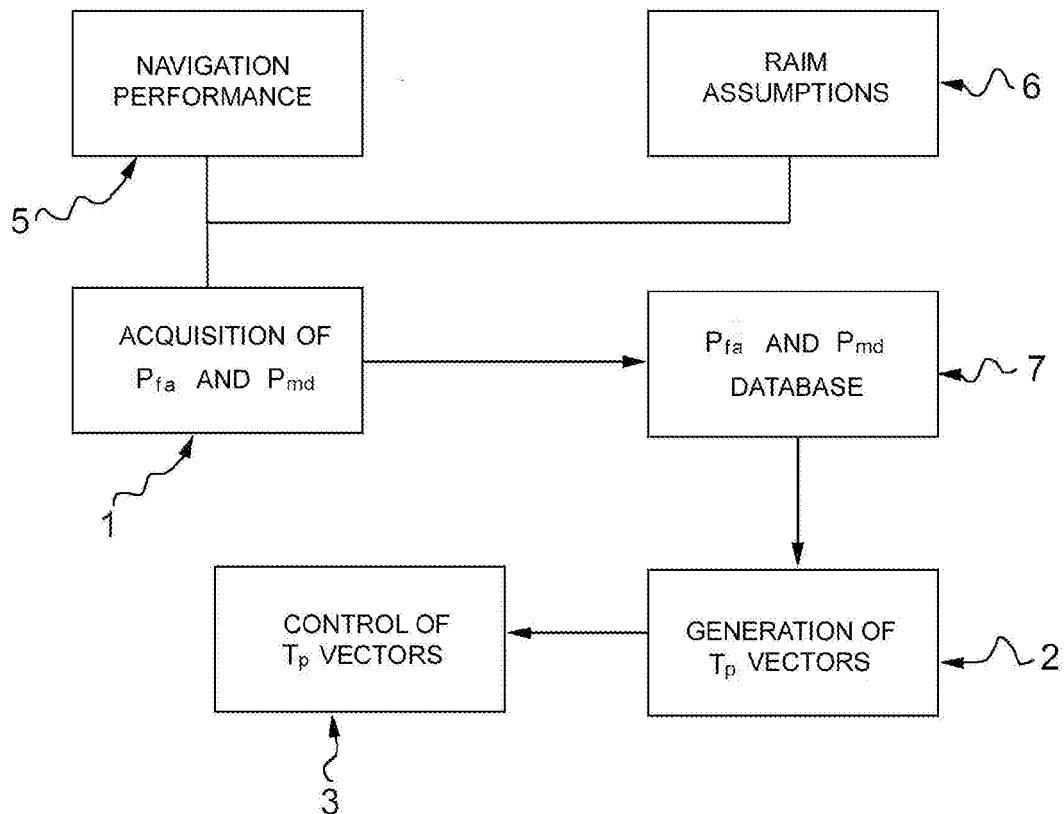 NAVIGATION
PERFORMANCE
RAIM
ASSUMPTIONS
6
5
ACQUISITION OF
Pfa AND Pmd
Pfa AND Pmd
DATABASE
7
1
CONTROL OF
Tp VECTORS
GENERATION OF
Tp VECTORS
2
3